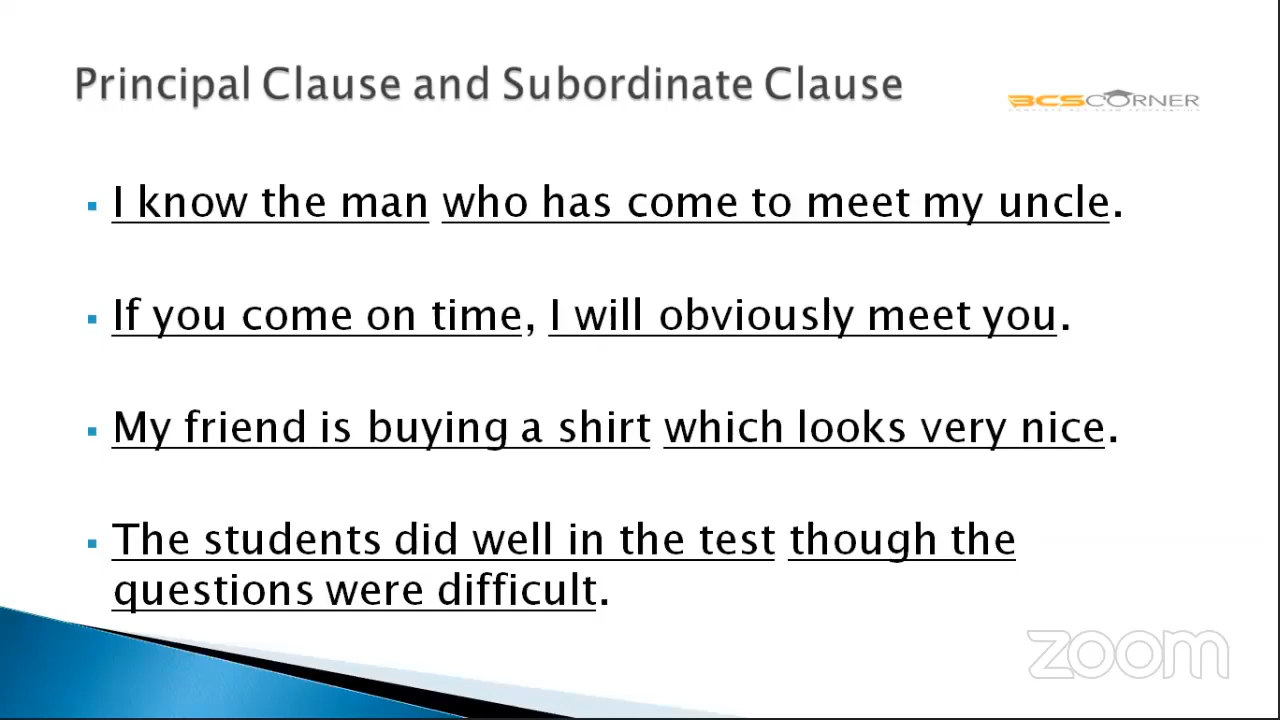 Principal Clause and Subordinate Clause
BCSCORNER
▪ I know the man who has come to meet my uncle.
▪ If you come on time, I will obviously meet you.
▪ My friend is buying a shirt which looks very nice.
▪ The students did well in the test though the
questions were difficult.
zoom